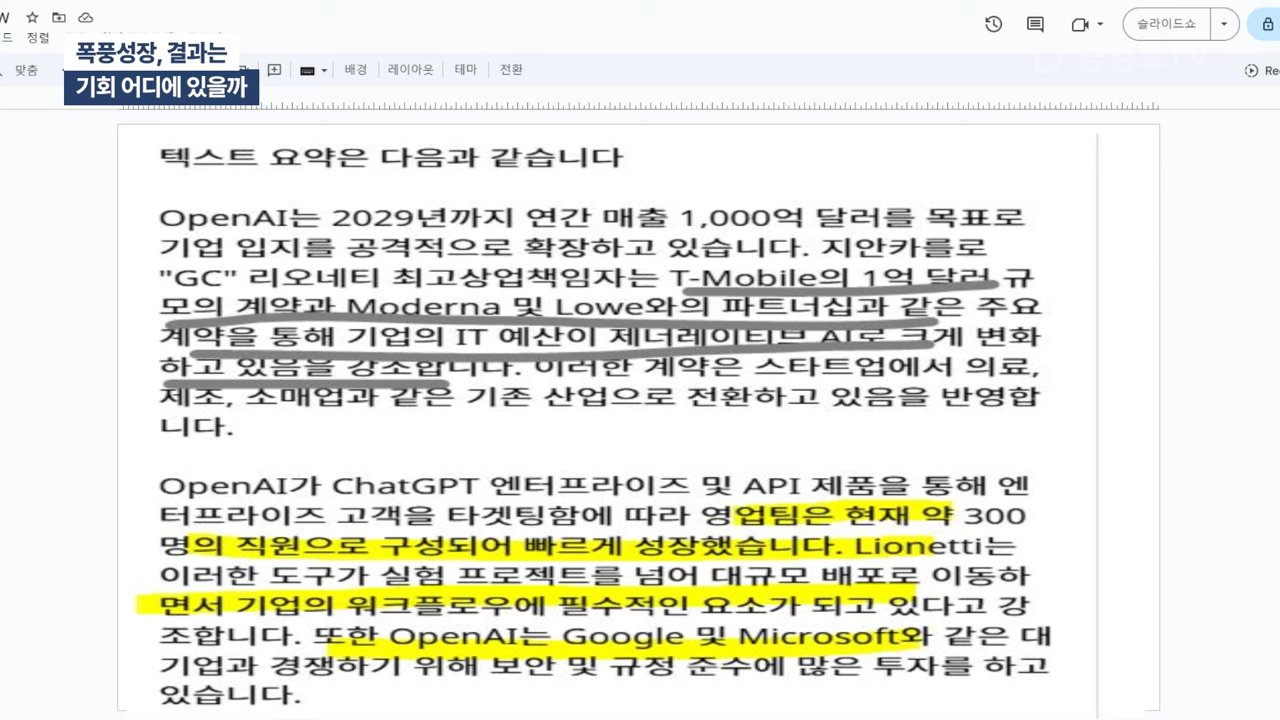 W
드 정렬
슬라이드쇼
폭풍성장, 결과는
기회 어디에 있을까
맞춤
배경
레이아웃
테마
전환
Rec
텍스트 요약은 다음과 같습니다
OpenAI는 2029년까지 연간 매출 1,000억 달러를 목표로
기업 입지를 공격적으로 확장하고 있습니다. 지안카를로
"GC" 리오네티 최고상업책임자는 T-Mobile의 1억 달러 규
모의 계약과 Moderna 및 Lowe와의 파트너십과 같은 주요
계약을 통해 기업의 IT 예산이 제너레이티브 AI로 크게 변화
하고 있음을 강조합니다. 이러한 계약은 스타트업에서 의료,
제조, 소매업과 같은 기존 산업으로 전환하고 있음을 반영합
니다.
OpenAI가 ChatGPT 엔터프라이즈 및 API 제품을 통해 엔
터프라이즈 고객을 타겟팅함에 따라 영업팀은 현재 약 300
명의 직원으로 구성되어 빠르게 성장했습니다. Lionetti는
이러한 도구가 실험 프로젝트를 넘어 대규모 배포로 이동하
면서 기업의 워크플로우에 필수적인 요소가 되고 있다고 강
조합니다. 또한 OpenAI는 Google 및 Microsoft와 같은 대
기업과 경쟁하기 위해 보안 및 규정 준수에 많은 투자를 하고
있습니다.